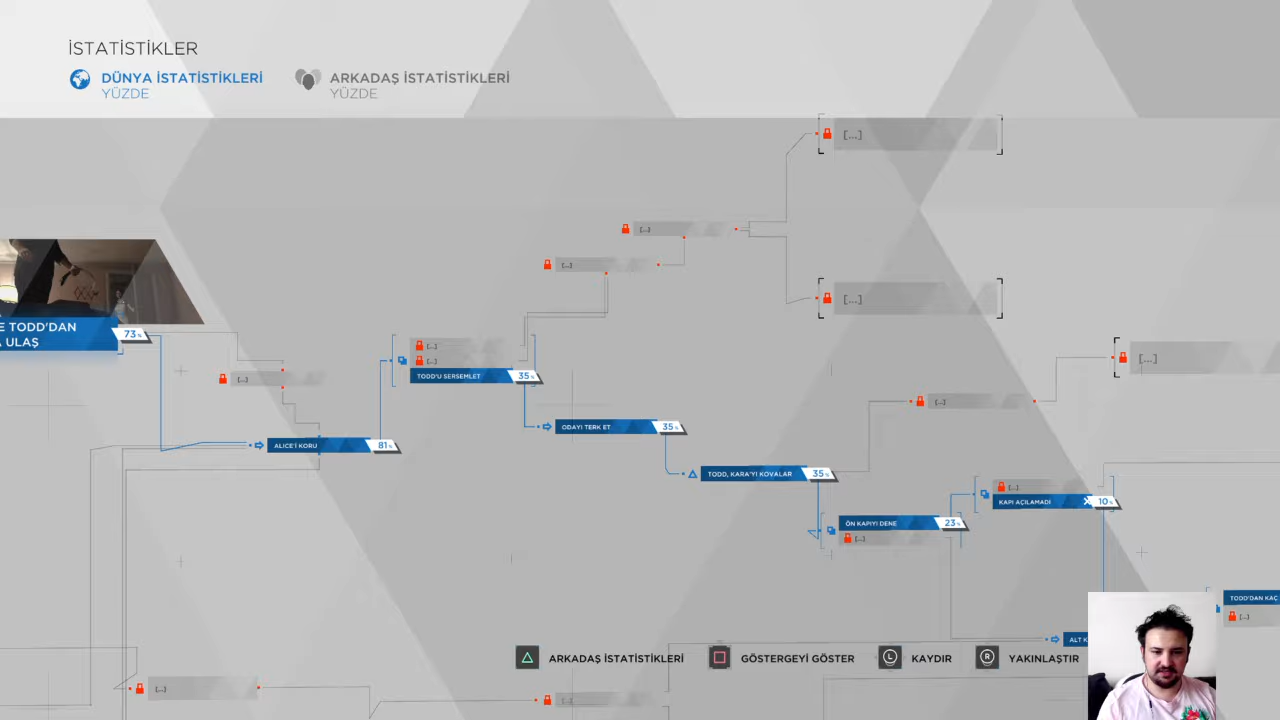 İSTATİSTİKLER
DÜNYA İSTATİSTİKLERİ
YÜZDE
ARKADAŞ İSTATİSTİKLERİ
YÜZDE
[...]
[...]
[...]
[...]
[...]
E TODD'DAN
ULAŞ
73%
[...]
[...]
[...]
TODD'U SERSEMLET 35%
[...]
ODAYI TERK ET. 35%
ALICE'İ KORU 81%
TODD, KARA'YI KOVALAR 35%
[...]
KAPI AÇILAMADI 10%
ÖN KAPIYI DENE 23%
[...]
TODD'DAN KAÇ
[...]
ALT K
ARKADAŞ İSTATİSTİKLERİ
GÖSTERGEYİ GÖSTER
L KAYDIR
R YAKINLAŞTIR
[...]
[...]